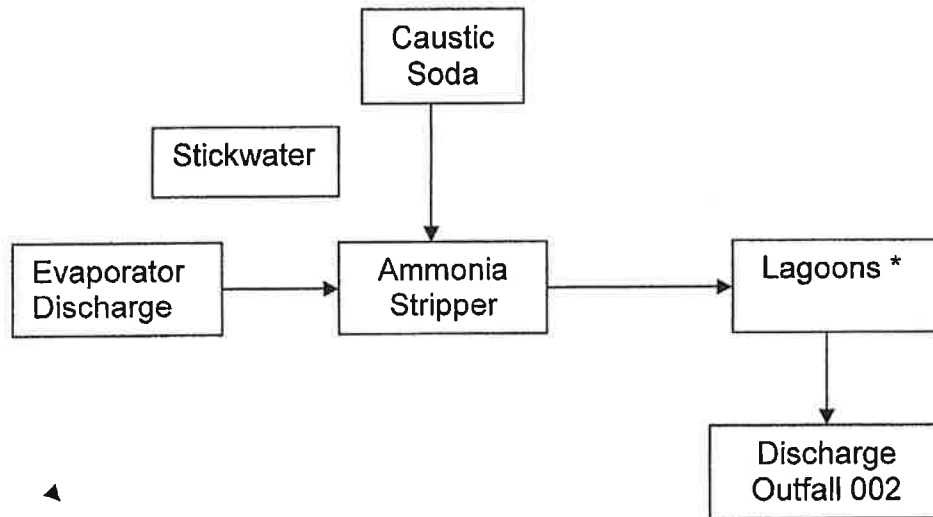 Caustic
Soda
Stickwater
Evaporator
Discharge
Ammonia
Stripper
Lagoons *
Discharge
Outfall 002